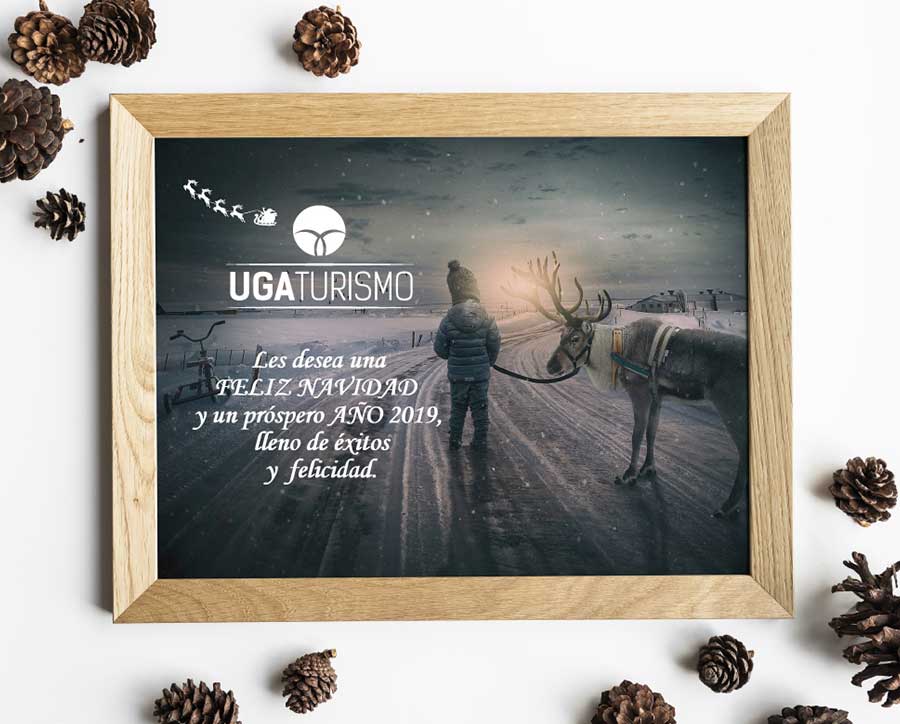 UGATURISMO
Les desea una
FELIZ NAVIDAD
y un próspero AÑO 2019,
lleno de éxitos
y felicidad.